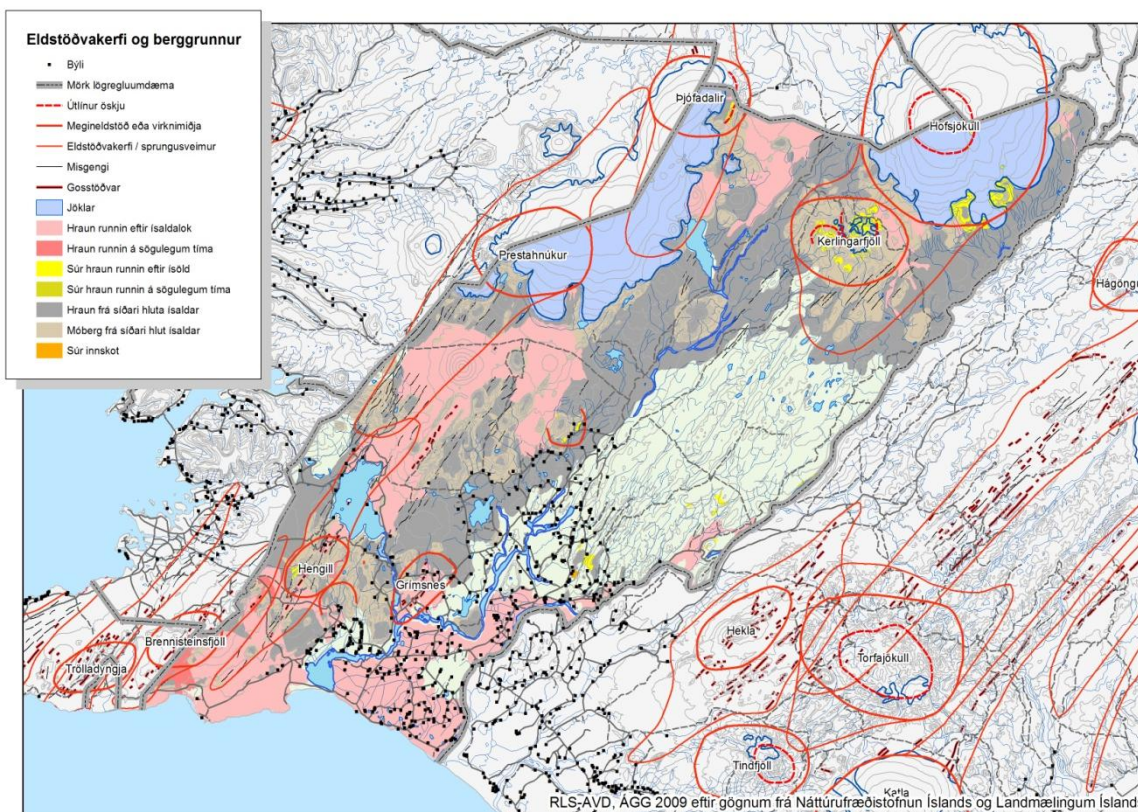 Eldstöðvakerfi og berggrunnur
Býli
Mörk lögregluumdæma
Útlínur öskju
Megineldstöð eða virknimiðja
Eldstöðvakerfi / sprungusveimur
Misgengi
Gosstöðvar
Jöklar
Hraun runnin eftir ísaldalok
Hraun runnin á sögulegum tíma
Súr hraun runnin eftir ísöld
Súr hraun runnin á sögulegum tíma
Hraun frá síðari hluta ísaldar
Móberg frá síðari hlut ísaldar
Súr innskot
Þjófadalir
Hofsjökull
Kerlingarfjöll
Prestahnúkur
Hágöngu
Hengill
Grímsnes
Brennisteinsfjöll
Trölladyngja
Hekla
Torfajökull
Tindfjöll
Katla
RLS-AVD, ÁGG 2009 eftir gögnum frá Náttúrufræðistofnun Íslands og Landmælingum Íslands